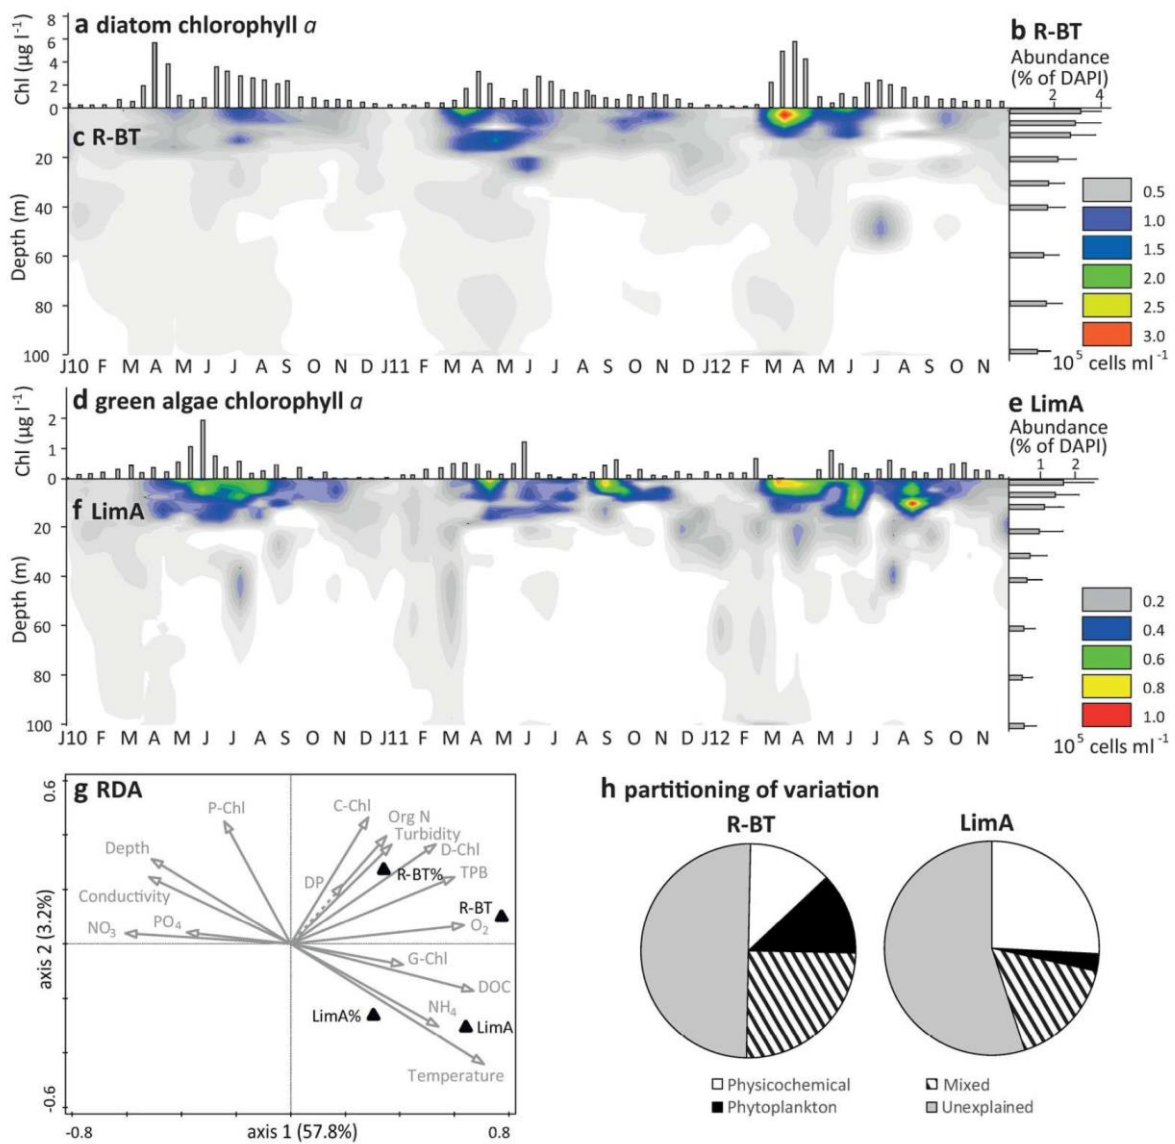 a diatom chlorophyll a
Chl (µg l-1)
8
6
4
2
0
b R-BT
Abundance
(% of DAPI)
2 4
c R-BT
Depth (m)
20
40
60
80
100
J10 F M A M J J A S O N D J11 F M A M J J A S O N D J12 F M A M J J A S O N
0.5
1.0
1.5
2.0
2.5
3.0
10⁵ cells ml-1
d green algae chlorophyll a
Chl (µg l-1)
2
1
0
e LimA
Abundance
(% of DAPI)
1 2
f LimA
Depth (m)
20
40
60
80
100
J10 F M A M J J A S O N D J11 F M A M J J A S O N D J12 F M A M J J A S O N
0.2
0.4
0.6
0.8
1.0
10⁵ cells ml-1
g RDA
0.6
axis 2 (3.2%)
-0.6
P-Chl
C-Chl
Org N
Turbidity
D-Chl
Depth
DP
R-BT%
TPB
Conductivity
R-BT
NO3
PO4
O2
G-Chl
DOC
NH4
LimA%
LimA
Temperature
-0.8
axis 1 (57.8%)
0.8
h partitioning of variation
R-BT
LimA
Physicochemical
Mixed
Phytoplankton
Unexplained